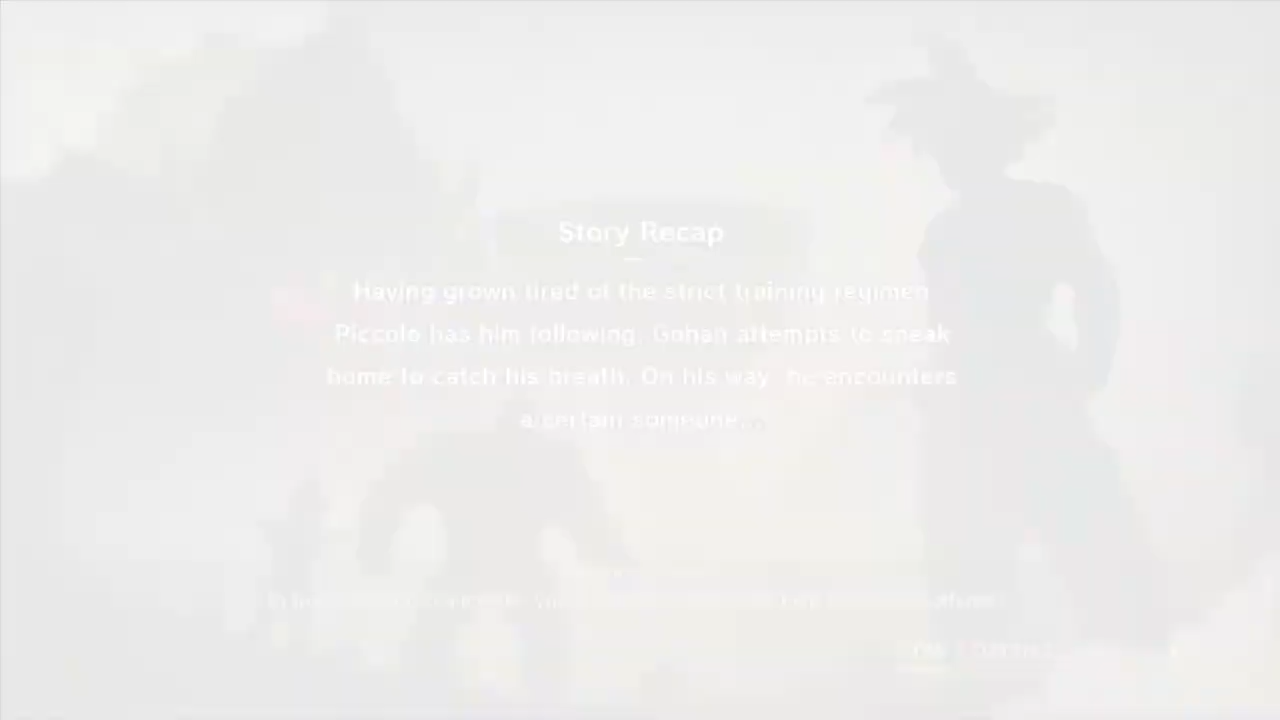 Story Recap
Having grown tired of the strict training regimen
Piccolo has him following, Gohan attempts to sneak
home to catch his breath. On his way, he encounters
a certain someone...